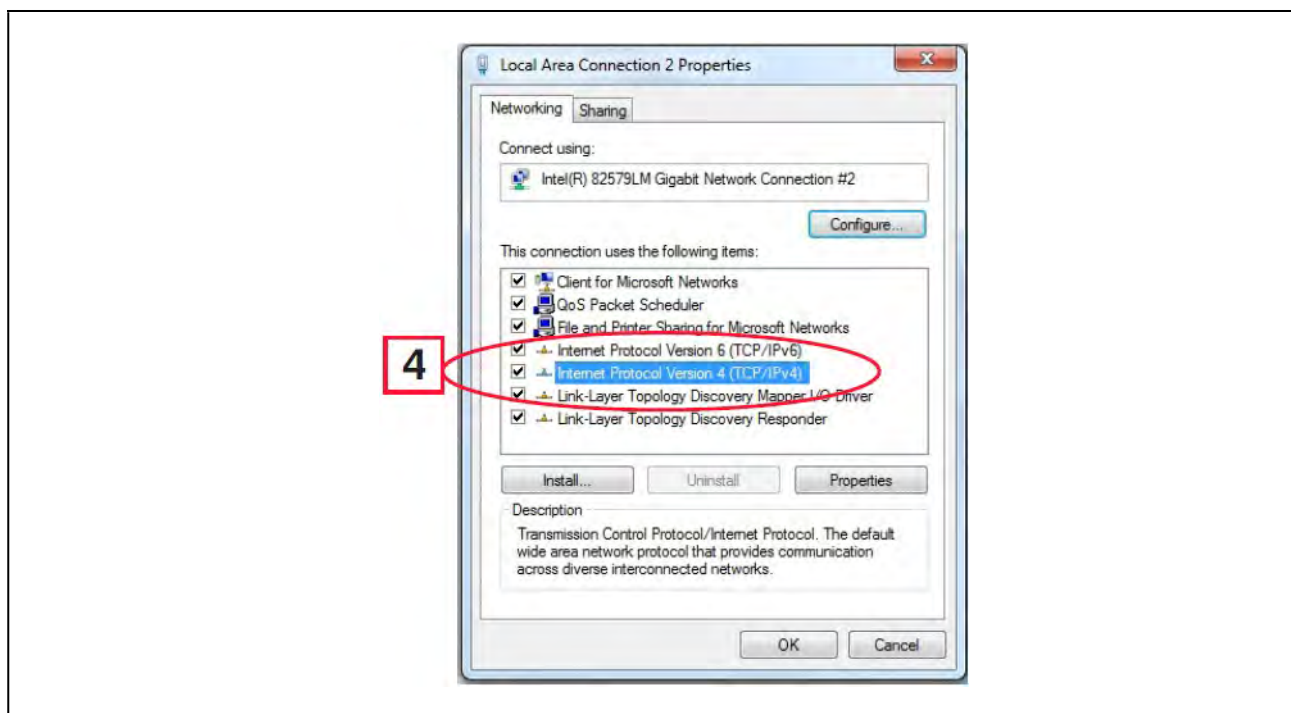 Local Area Connection 2 Properties
X
Networking
Sharing
Connect using:
Intel(R) 82579LM Gigabit Network Connection #2
Configure...
This connection uses the following items:
Client for Microsoft Networks
QoS Packet Scheduler
File and Printer Sharing for Microsoft Networks
Internet Protocol Version 6 (TCP/IPv6)
4
Internet Protocol Version 4 (TCP/IPv4)
Link-Layer Topology Discovery Mapper I/O Driver
Link-Layer Topology Discovery Responder
Install...
Uninstall
Properties
Description
Transmission Control Protocol/Internet Protocol. The default
wide area network protocol that provides communication
across diverse interconnected networks.
OK
Cancel